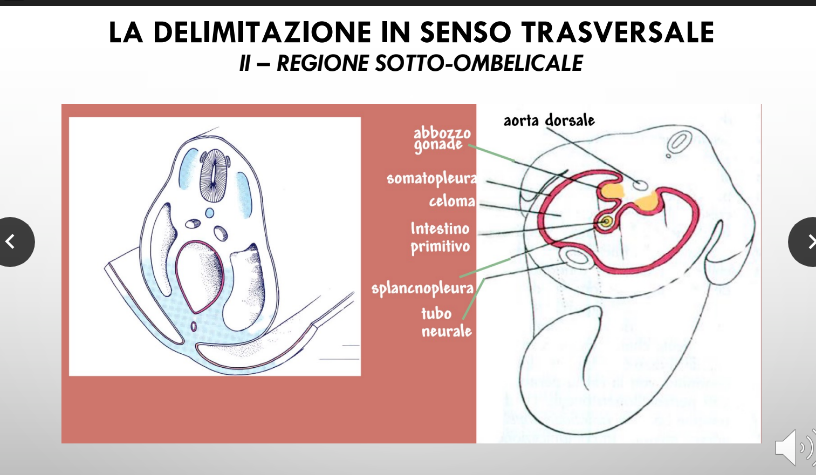 LA DELIMITAZIONE IN SENSO TRASVERSALE
II – REGIONE SOTTO-OMBELICALE
aorta dorsale
abbozzo
gonade
somatopleura
celoma
Intestino
primitivo
splancnopleura
tubo
neurale